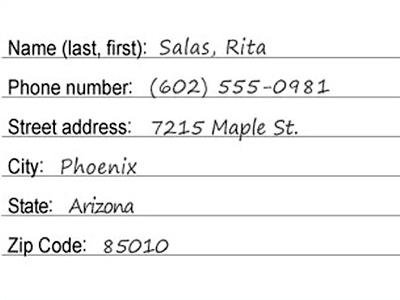 Name (last, first): Salas, Rita
Phone number: (602) 555-0981
Street address: 7215 Maple St.
City: Phoenix
State: Arizona
Zip Code: 85010